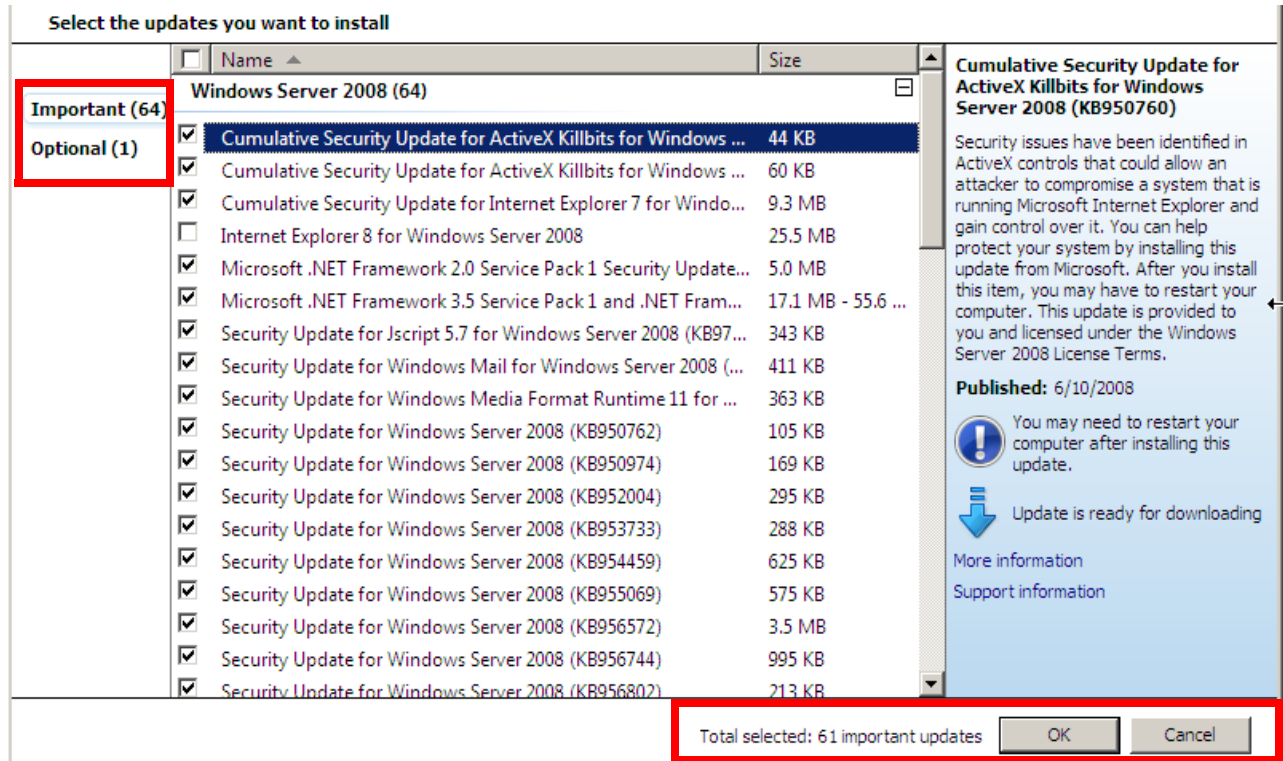 Select the updates you want to install
Important (64)
Optional (1)
Name Size
Windows Server 2008 (64)
Cumulative Security Update for ActiveX Killbits for Windows ... 44 KB
Cumulative Security Update for ActiveX Killbits for Windows ... 60 KB
Cumulative Security Update for Internet Explorer 7 for Windo... 9.3 MB
Internet Explorer 8 for Windows Server 2008 25.5 MB
Microsoft .NET Framework 2.0 Service Pack 1 Security Update... 5.0 MB
Microsoft .NET Framework 3.5 Service Pack 1 and .NET Fram... 17.1 MB - 55.6 ...
Security Update for Jscript 5.7 for Windows Server 2008 (KB97... 343 KB
Security Update for Windows Mail for Windows Server 2008 (... 411 KB
Security Update for Windows Media Format Runtime 11 for ... 363 KB
Security Update for Windows Server 2008 (KB950762) 105 KB
Security Update for Windows Server 2008 (KB950974) 169 KB
Security Update for Windows Server 2008 (KB952004) 295 KB
Security Update for Windows Server 2008 (KB953733) 288 KB
Security Update for Windows Server 2008 (KB954459) 625 KB
Security Update for Windows Server 2008 (KB955069) 575 KB
Security Update for Windows Server 2008 (KB956572) 3.5 MB
Security Update for Windows Server 2008 (KB956744) 995 KB
Security Update for Windows Server 2008 (KB956802) 213 KB
Cumulative Security Update for
ActiveX Killbits for Windows
Server 2008 (KB950760)
Security issues have been identified in
ActiveX controls that could allow an
attacker to compromise a system that is
running Microsoft Internet Explorer and
gain control over it. You can help
protect your system by installing this
update from Microsoft. After you install
this item, you may have to restart your
computer. This update is provided to
you and licensed under the Windows
Server 2008 License Terms.
Published: 6/10/2008
You may need to restart your
computer after installing this
update.
Update is ready for downloading
More information
Support information
Total selected: 61 important updates
OK
Cancel